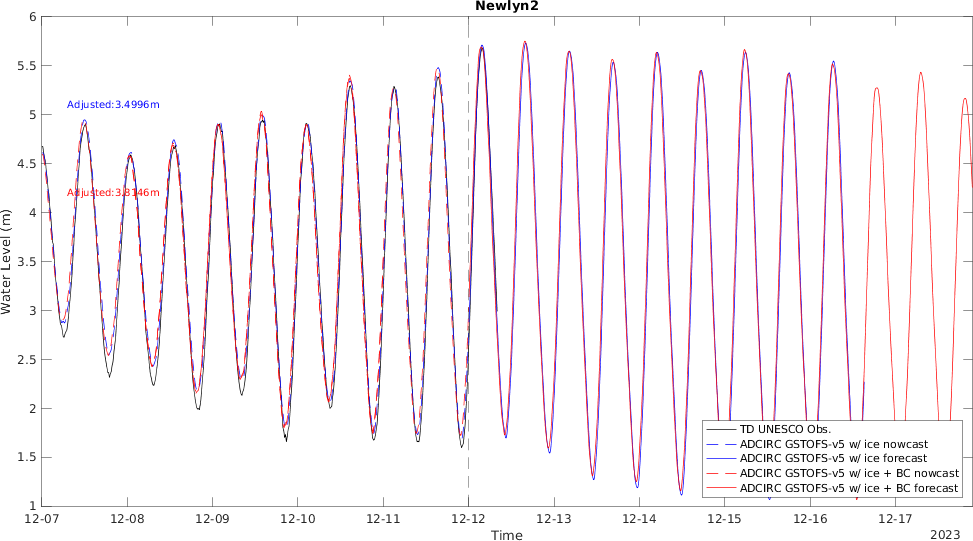 Newlyn2
6
5.5
5
4.5
4
3.5
3
2.5
2
1.5
1
Water Level (m)
Adjusted:3.4996m
Adjusted:3.3146m
TD UNESCO Obs.
ADCIRC GSTOFS-v5 w/ ice nowcast
ADCIRC GSTOFS-v5 w/ ice forecast
ADCIRC GSTOFS-v5 w/ ice + BC nowcast
ADCIRC GSTOFS-v5 w/ ice + BC forecast
12-07 12-08 12-09 12-10 12-11 12-12 12-13 12-14 12-15 12-16 12-17
Time
2023